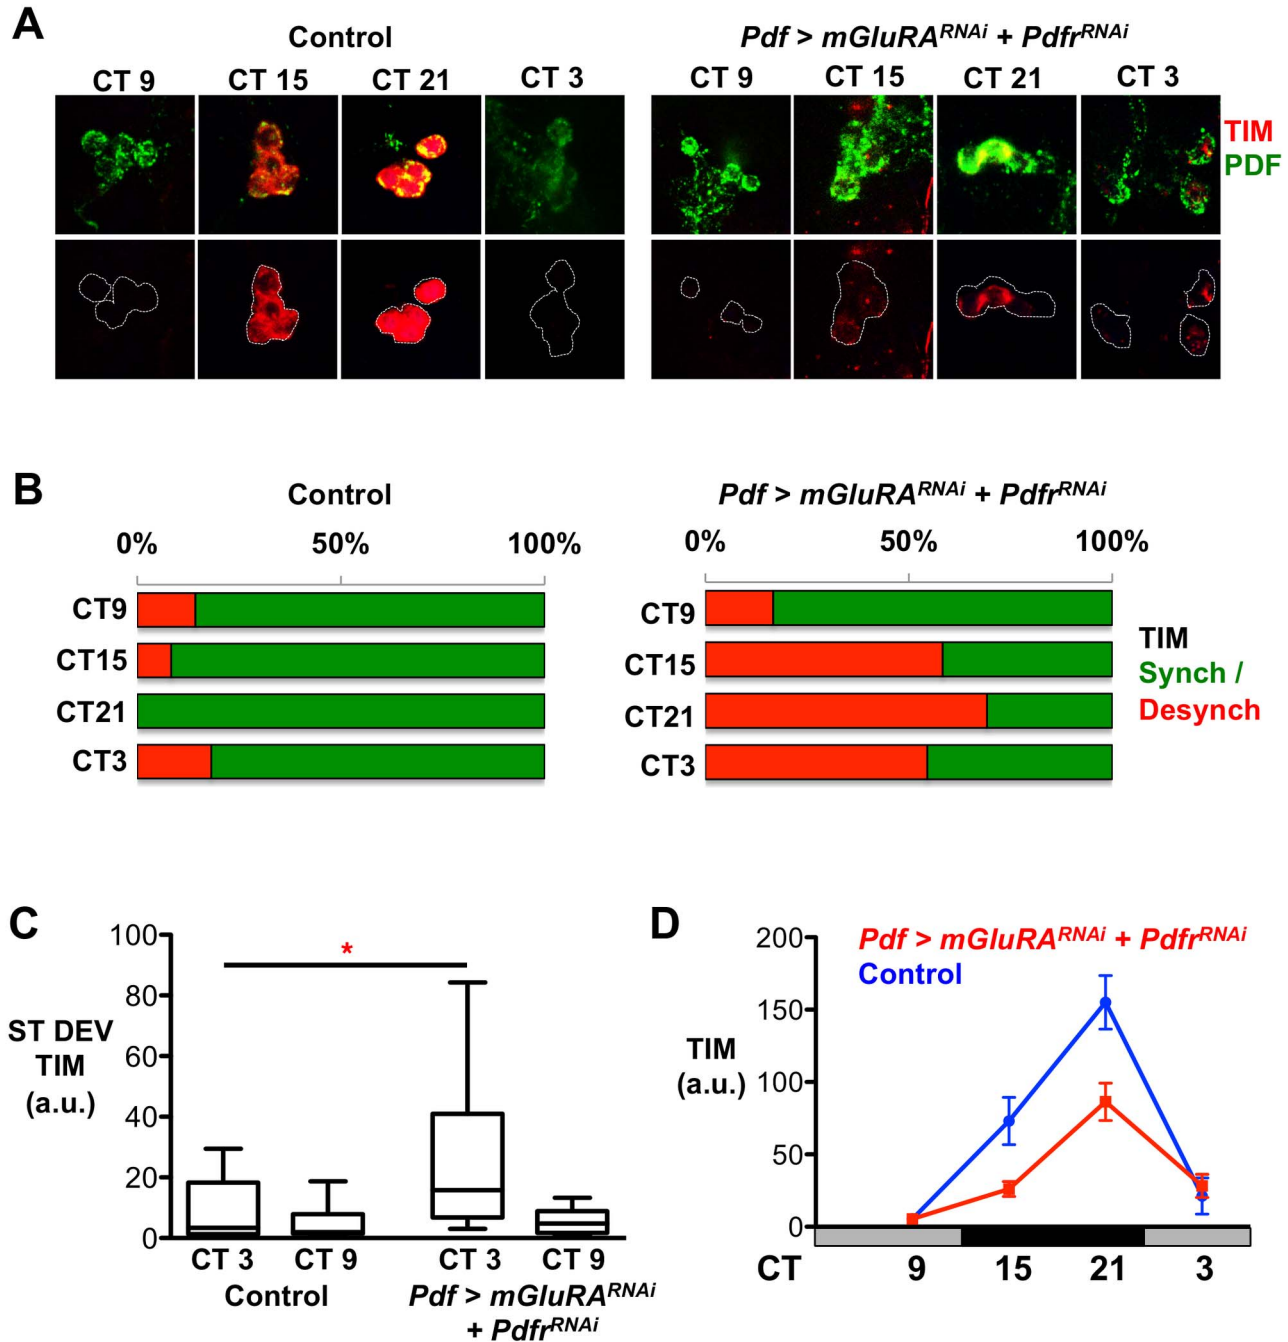 A
Control
Pdf > mGluRA^RNAi + Pdfr^RNAi
CT 9 CT 15 CT 21 CT 3
CT 9 CT 15 CT 21 CT 3
TIM
PDF
B
Control
Pdf > mGluRA^RNAi + Pdfr^RNAi
0% 50% 100%
0% 50% 100%
CT9
CT15
CT21
CT3
CT9
CT15
CT21
CT3
TIM
Synch /
Desynch
C
ST DEV
TIM
(a.u.)
100
80
60
40
20
0
*
CT 3 CT 9 CT 3 CT 9
Control
Pdf > mGluRA^RNAi
+ Pdfr^RNAi
D
Pdf > mGluRA^RNAi + Pdfr^RNAi
Control
TIM
(a.u.)
200
150
100
50
0
CT 9 15 21 3